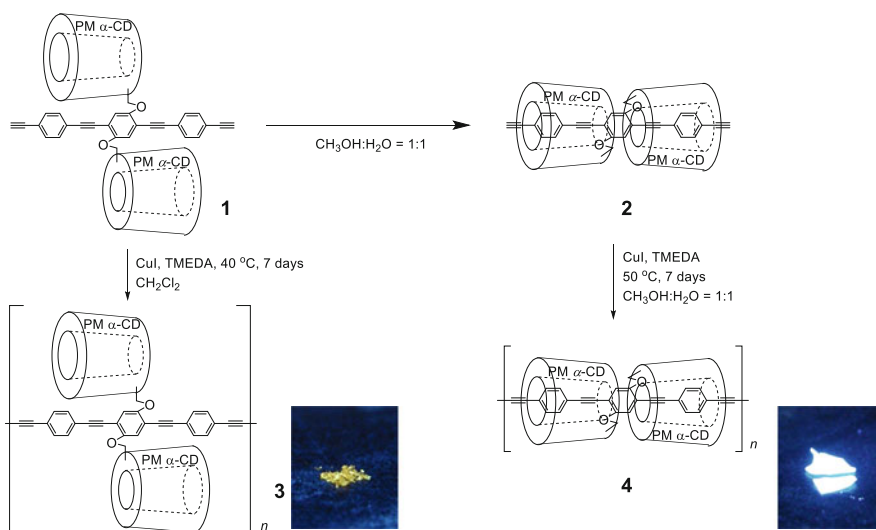 PM α-CD
O
O
PM α-CD
1
CH₃OH:H₂O = 1:1
PM α-CD
O
O
PM α-CD
2
CuI, TMEDA, 40 °C, 7 days
CH₂Cl₂
CuI, TMEDA
50 °C, 7 days
CH₃OH:H₂O = 1:1
PM α-CD
O
O
PM α-CD
n
3
PM α-CD
O
O
PM α-CD
n
4